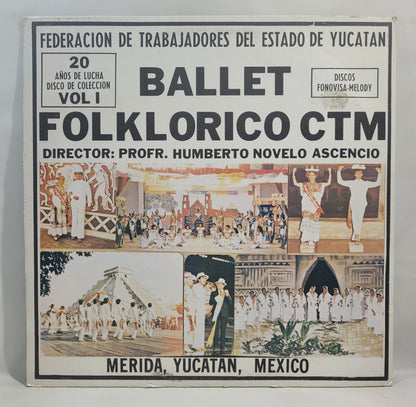 FEDERACION DE TRABAJADORES DEL ESTADO DE YUCATAN
20
AÑOS DE LUCHA
DISCO DE COLECCION
VOL I
BALLET
DISCOS
FONOVISA-MELODY
FOLKLORICO CTM
DIRECTOR: PROFR. HUMBERTO NOVELO ASCENCIO
MERIDA, YUCATAN, MEXICO